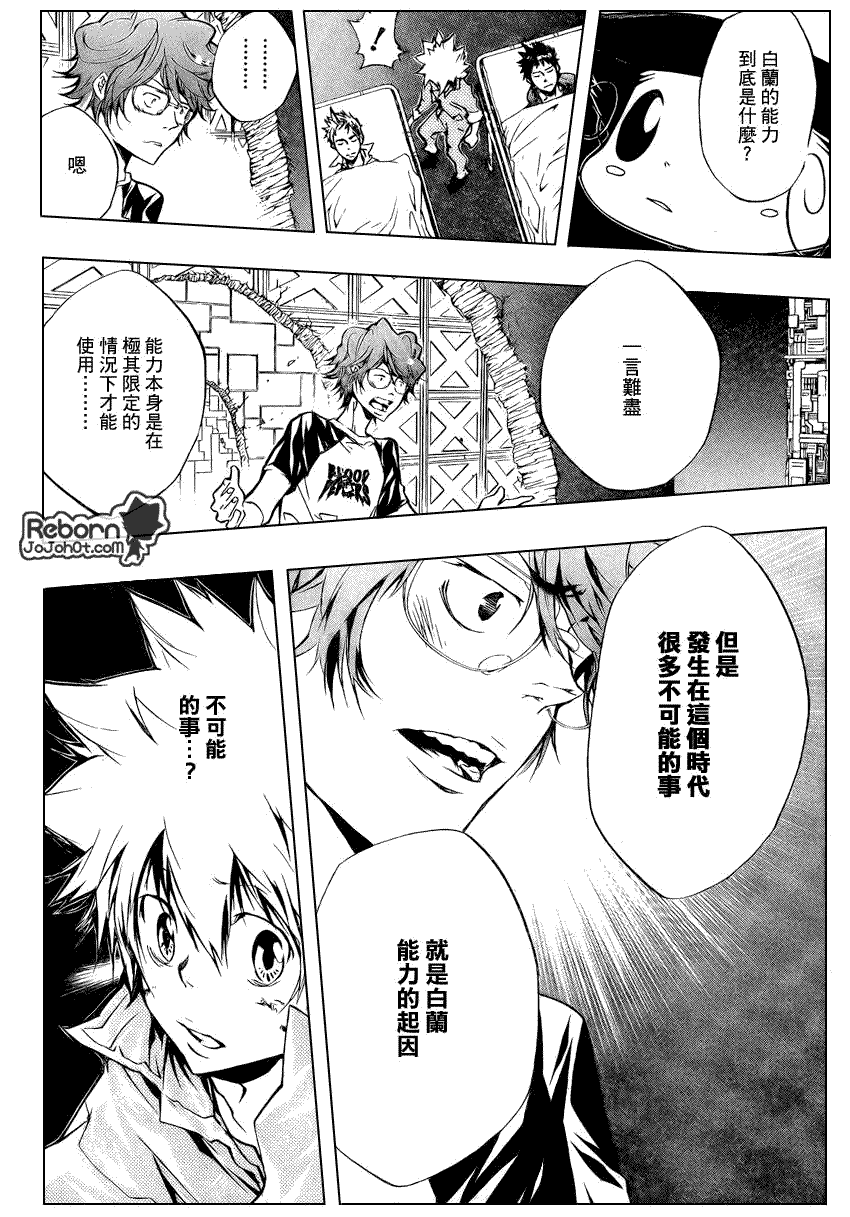 白蘭的能力
到底是什麼？
！
………
………
嗯
一言難盡
能力本身是在
極其限定的
情況下才能
使用………
BLOOD
PEPPERS
Reborn
JoJoHOt.com
但是
發生在這個時代
很多不可能的事
就是白蘭
能力的起因
不可能
的事…？